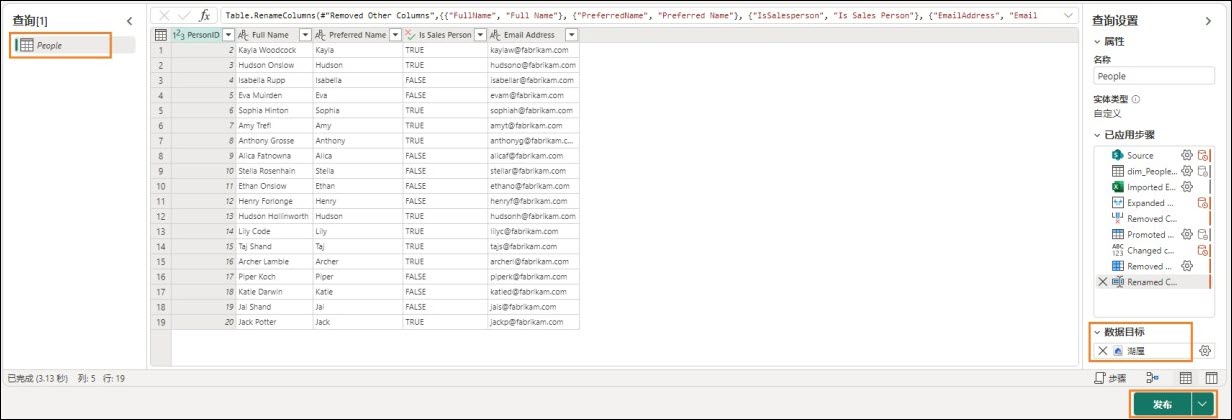 查询[1]
People
Table.RenameColumns(#"Removed Other Columns",{{"FullName", "Full Name"}, {"PreferredName", "Preferred Name"}, {"IsSalesperson", "Is Sales Person"}, {"EmailAddress", "Email
PersonID Full Name Preferred Name Is Sales Person Email Address
1 2 Kayla Woodcock Kayla TRUE kaylaw@fabrikam.com
2 3 Hudson Onslow Hudson TRUE hudsono@fabrikam.com
3 4 Isabella Rupp Isabella FALSE isabellar@fabrikam.com
4 5 Eva Muirden Eva FALSE evam@fabrikam.com
5 6 Sophia Hinton Sophia TRUE sophiah@fabrikam.com
6 7 Amy Trefl Amy TRUE amyt@fabrikam.com
7 8 Anthony Grosse Anthony TRUE anthonyg@fabrikam.c...
8 9 Alica Fatnowna Alica FALSE alicaf@fabrikam.com
9 10 Stella Rosenhain Stella FALSE stellar@fabrikam.com
10 11 Ethan Onslow Ethan FALSE ethano@fabrikam.com
11 12 Henry Forlonge Henry FALSE henryf@fabrikam.com
12 13 Hudson Hollinworth Hudson TRUE hudsonh@fabrikam.com
13 14 Lily Code Lily TRUE lilyc@fabrikam.com
14 15 Taj Shand Taj TRUE tajs@fabrikam.com
15 16 Archer Lamble Archer TRUE archerl@fabrikam.com
16 17 Piper Koch Piper FALSE piperk@fabrikam.com
17 18 Katie Darwin Katie FALSE katied@fabrikam.com
18 19 Jai Shand Jai FALSE jais@fabrikam.com
19 20 Jack Potter Jack TRUE jackp@fabrikam.com
查询设置
属性
名称
People
实体类型
自定义
已应用步骤
Source
dim_People...
Imported E...
Expanded ...
Removed C...
Promoted ...
Changed c...
Removed ...
Renamed C...
数据目标
湖屋
已完成 (3.13 秒) 列: 5 行: 19
步骤
发布